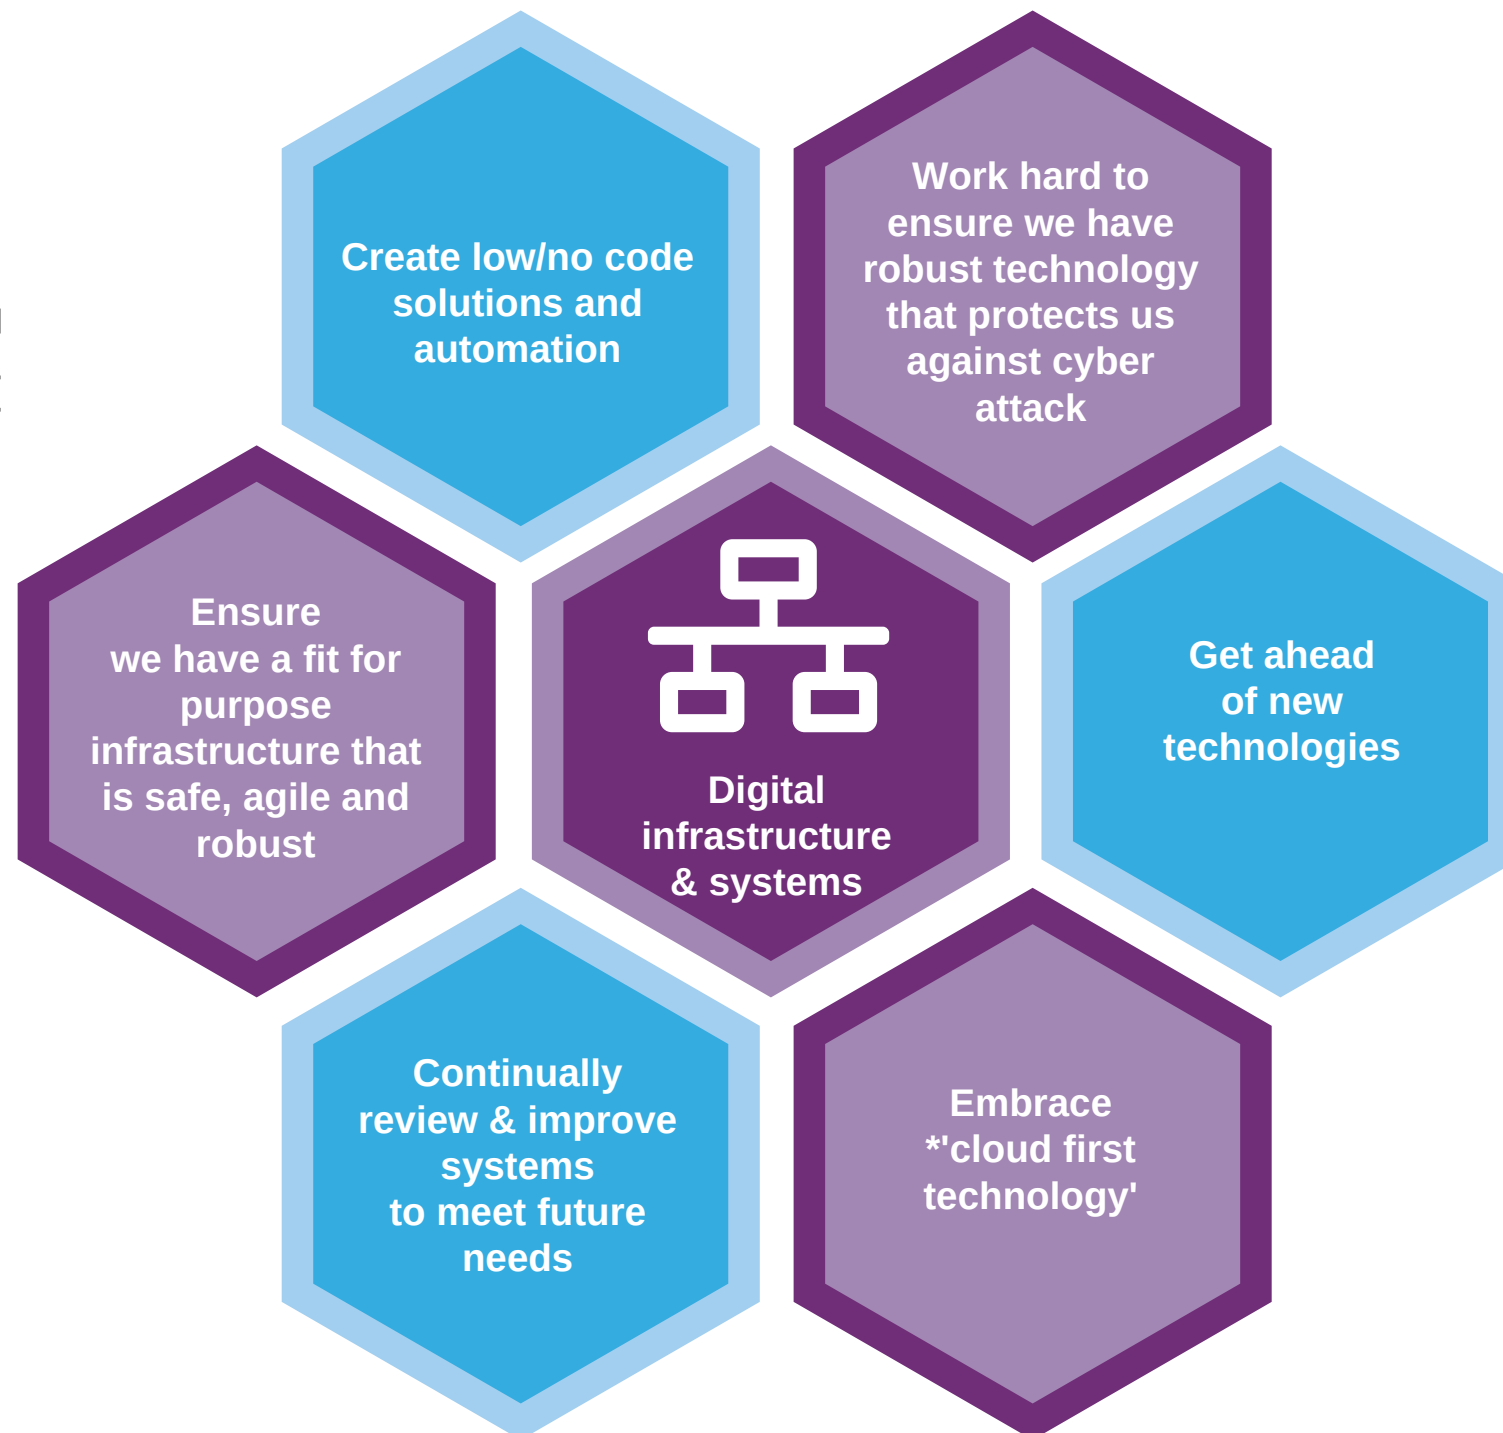 Create low/no code
solutions and
automation
Work hard to
ensure we have
robust technology
that protects us
against cyber
attack
Ensure
we have a fit for
purpose
infrastructure that
is safe, agile and
robust
Digital
infrastructure
& systems
Get ahead
of new
technologies
Continually
review & improve
systems
to meet future
needs
Embrace
*'cloud first
technology'